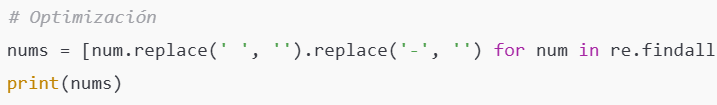 # Optimización
nums = [num.replace(' ', '').replace('-', '') for num in re.findall
print(nums)